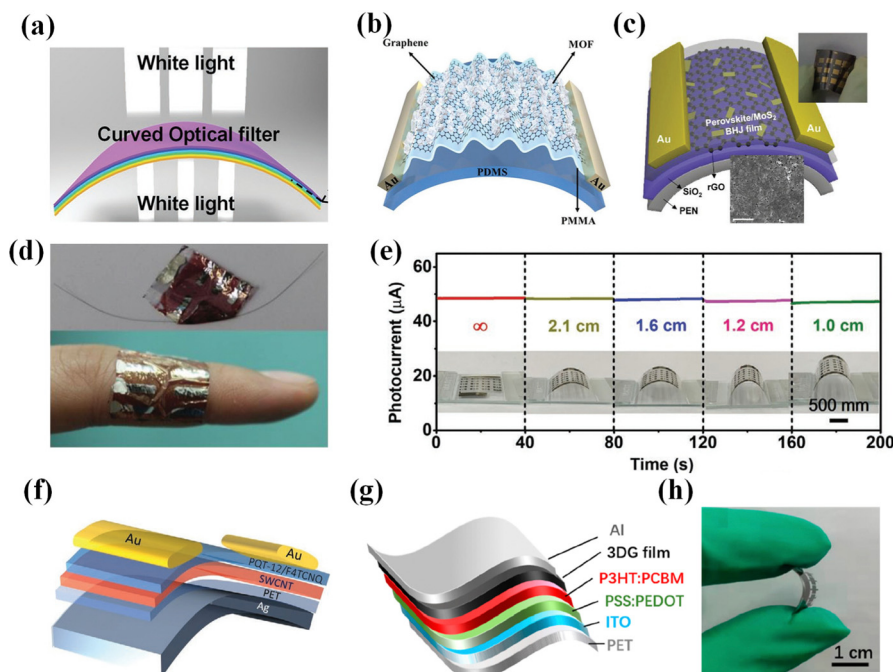 (a)
White light
Curved Optical filter
White light
(b)
Graphene
MOF
Au
PDMS
Au
PMMA
(c)
Au
Perovskite/MoS₂
BHJ film
Au
SiO₂
rGO
PEN
(d)
(e)
Photocurrent (μA)
60
40
20
0
∞
2.1 cm
1.6 cm
1.2 cm
1.0 cm
500 mm
0
40
80
120
160
200
Time (s)
(f)
Au
Au
PQT-12/F4TCNQ
SWCNT
PET
Ag
(g)
Al
3DG film
P3HT:PCBM
PSS:PEDOT
ITO
PET
(h)
1 cm